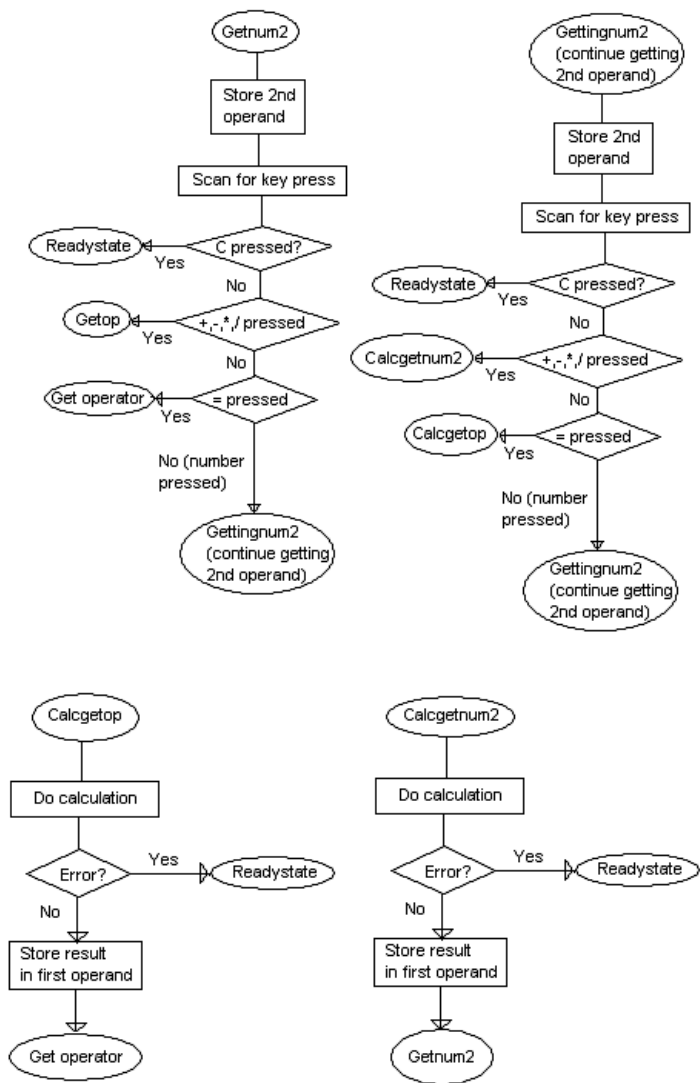 Getnum2
Store 2nd
operand
Scan for key press
C pressed?
Readystate
Yes
No
+,-,*,/ pressed
Getop
Yes
No
= pressed
Get operator
Yes
No (number
pressed)
Gettingnum2
(continue getting
2nd operand)
Gettingnum2
(continue getting
2nd operand)
Store 2nd
operand
Scan for key press
C pressed?
Readystate
Yes
No
+,-,*,/ pressed
Calcgetnum2
Yes
No
= pressed
Calcgetop
Yes
No (number
pressed)
Gettingnum2
(continue getting
2nd operand)
Calcgetop
Do calculation
Error?
Yes
Readystate
No
Store result
in first operand
Get operator
Calcgetnum2
Do calculation
Error?
Yes
Readystate
No
Store result
in first operand
Getnum2